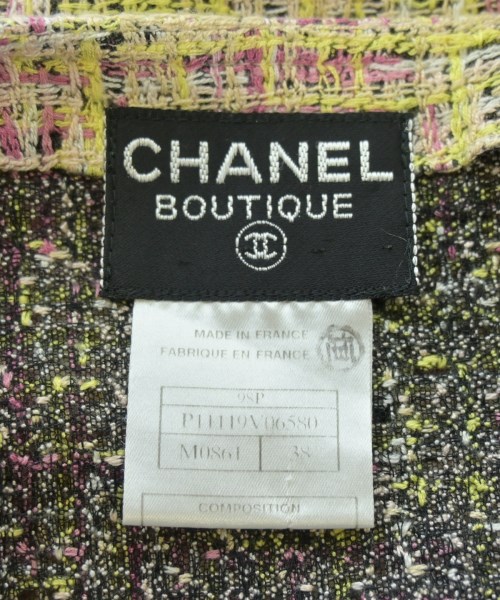 CHANEL
BOUTIQUE
MADE IN FRANCE
FABRIQUE EN FRANCE
98P
P11119V06580
M0861 38
COMPOSITION